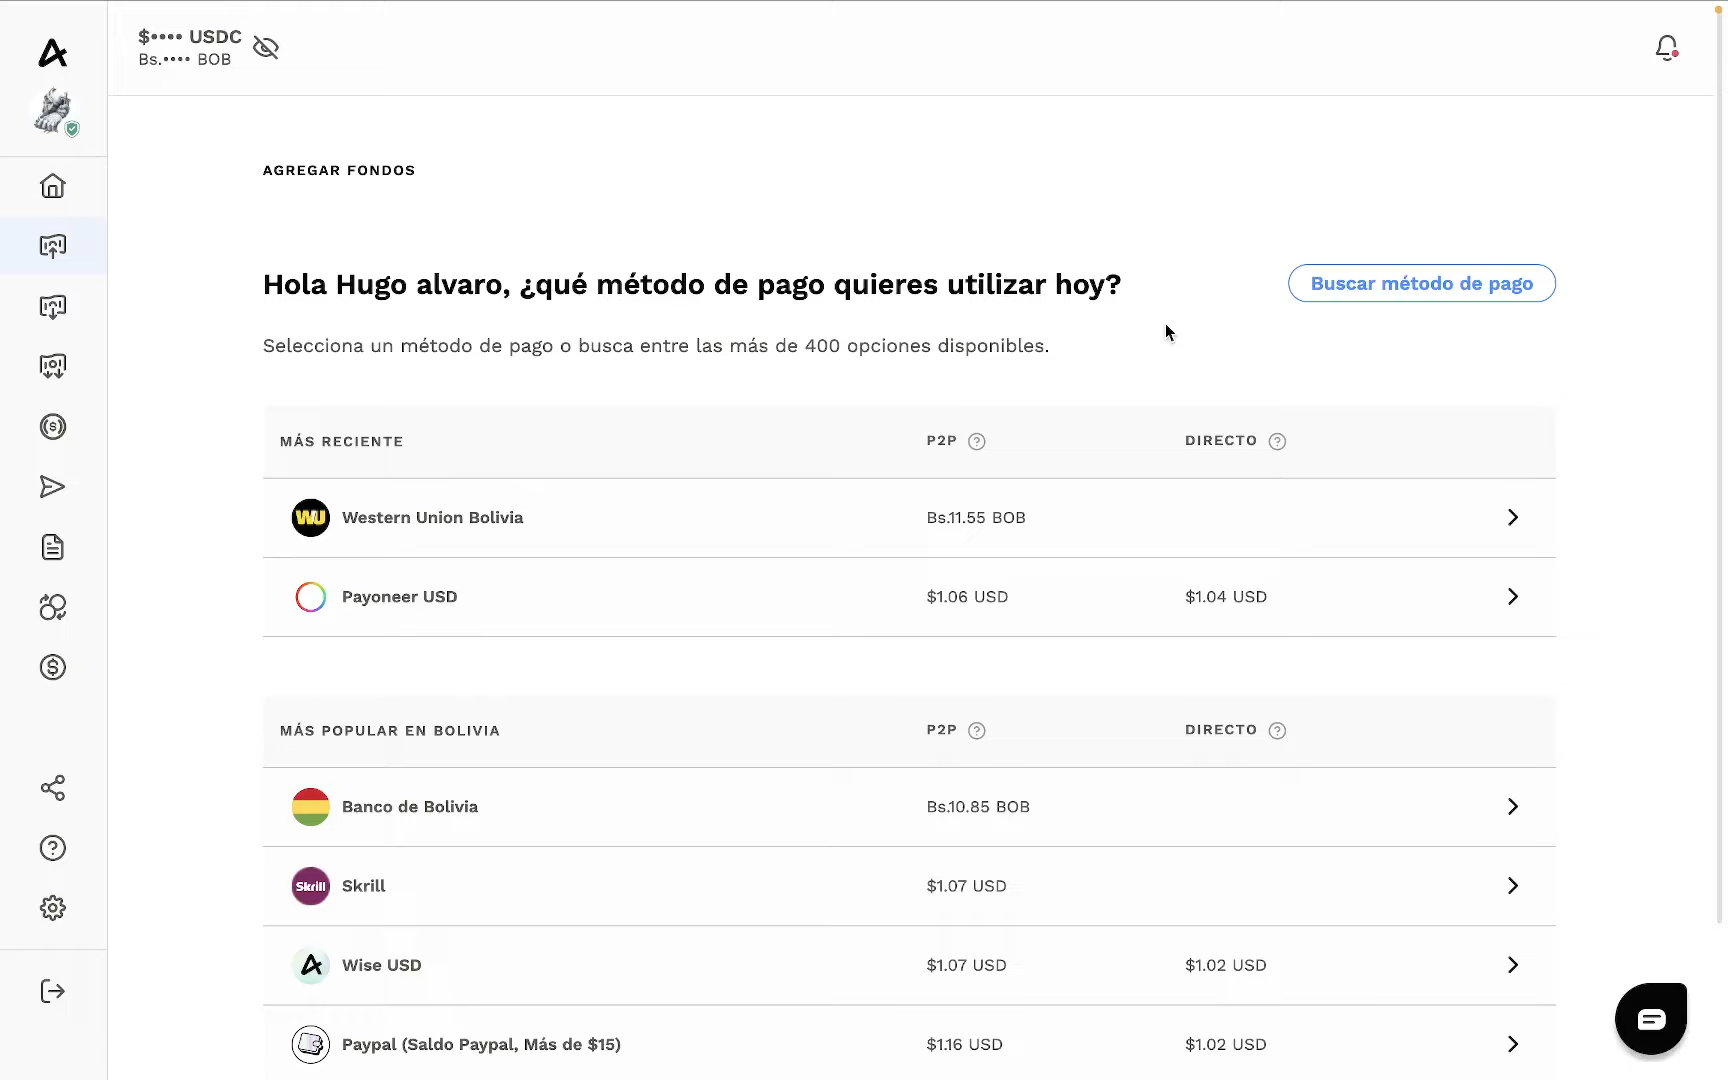 $•••• USDC
Bs.•••• BOB
AGREGAR FONDOS
Hola Hugo alvaro, ¿qué método de pago quieres utilizar hoy?
Buscar método de pago
Selecciona un método de pago o busca entre las más de 400 opciones disponibles.
MÁS RECIENTE P2P ? DIRECTO ?
WU Western Union Bolivia Bs.11.55 BOB
Payoneer USD $1.06 USD $1.04 USD
MÁS POPULAR EN BOLIVIA P2P ? DIRECTO ?
Banco de Bolivia Bs.10.85 BOB
Skrill Skrill $1.07 USD
Wise USD $1.07 USD $1.02 USD
Paypal (Saldo Paypal, Más de $15) $1.16 USD $1.02 USD